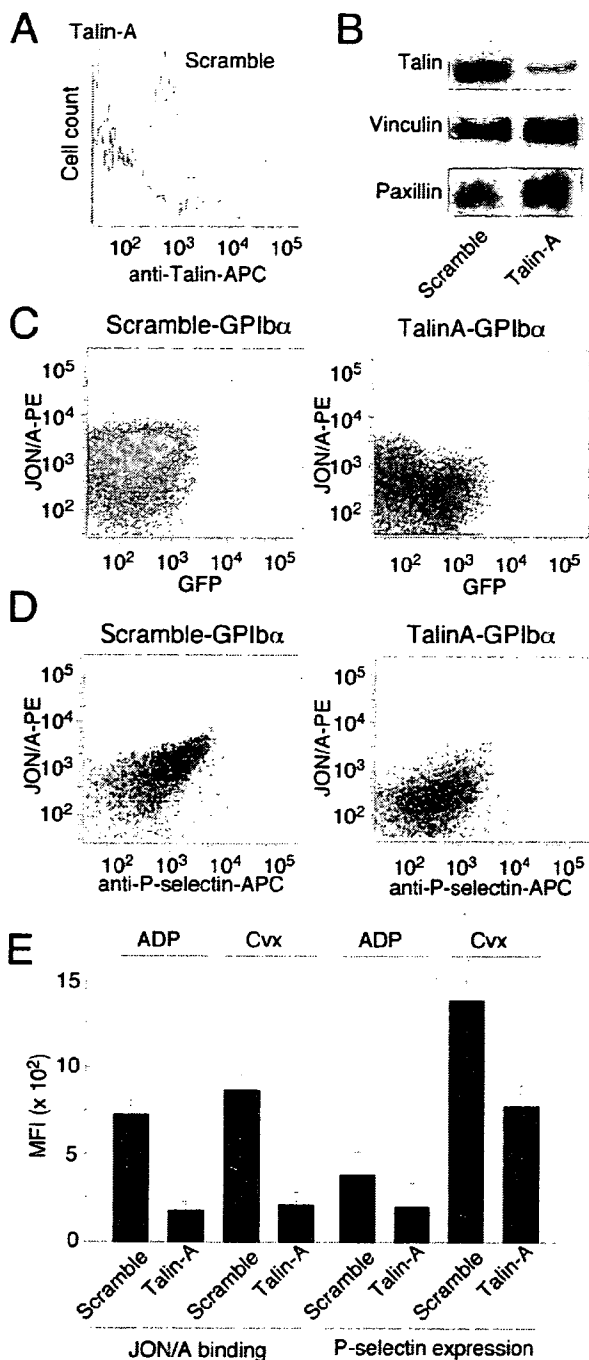 A
Talin-A
Scramble
Cell count
10² 10³ 10⁴ 10⁵
anti-Talin-APC
B
Talin
Vinculin
Paxillin
Scramble
Talin-A
C
Scramble-GPIbα
TalinA-GPIbα
JON/A-PE
10⁵
10⁴
10³
10²
10² 10³ 10⁴ 10⁵
GFP
JON/A-PE
10⁵
10⁴
10³
10²
10² 10³ 10⁴ 10⁵
GFP
D
Scramble-GPIbα
TalinA-GPIbα
JON/A-PE
10⁵
10⁴
10³
10²
10² 10³ 10⁴ 10⁵
anti-P-selectin-APC
JON/A-PE
10⁵
10⁴
10³
10²
10² 10³ 10⁴ 10⁵
anti-P-selectin-APC
E
ADP Cvx ADP Cvx
MFI (x 10²)
15
10
5
0
Scramble Talin-A Scramble Talin-A Scramble Talin-A Scramble Talin-A
JON/A binding P-selectin expression